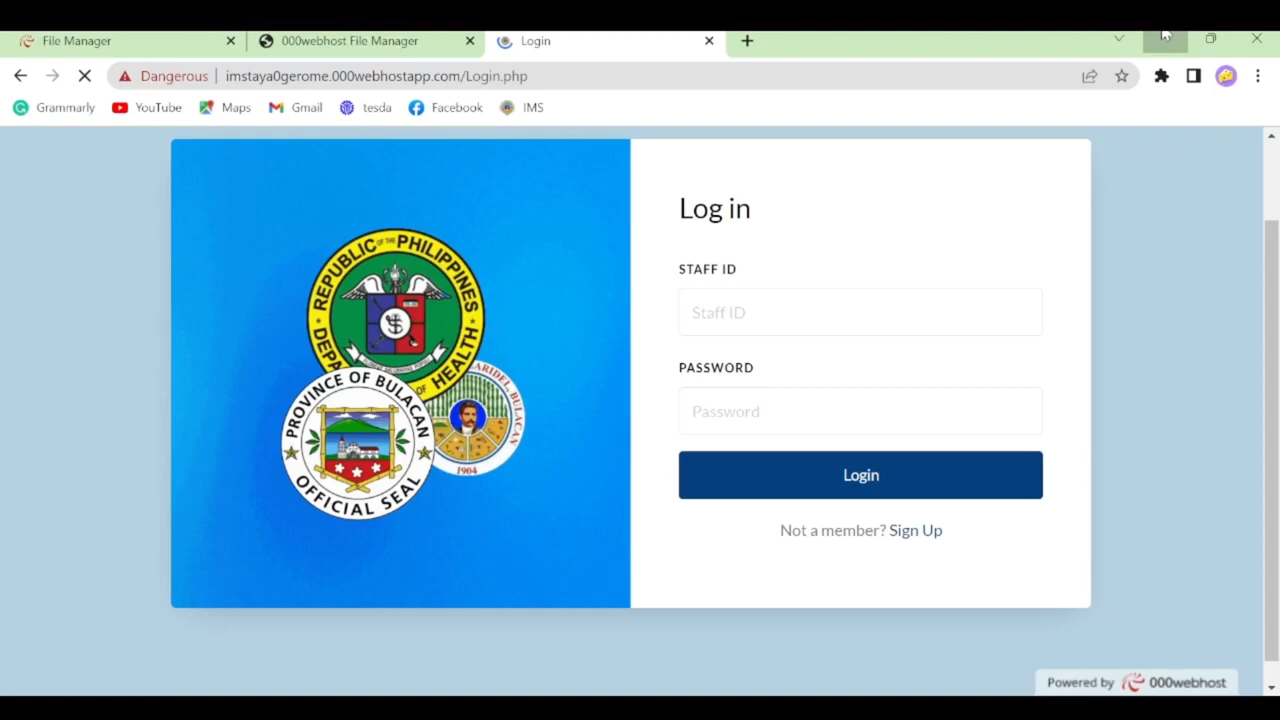 File Manager
000webhost File Manager
Login
Dangerous
imstaya0gerome.000webhostapp.com/Login.php
Grammarly
YouTube
Maps
Gmail
tesda
Facebook
IMS
REPUBLIC OF THE PHILIPPINES
OF HEALTH
PROVINCE OF BULACAN
OFFICIAL SEAL
BULACAN
1904
Log in
STAFF ID
Staff ID
PASSWORD
Password
Login
Not a member? Sign Up
Powered by 000webhost